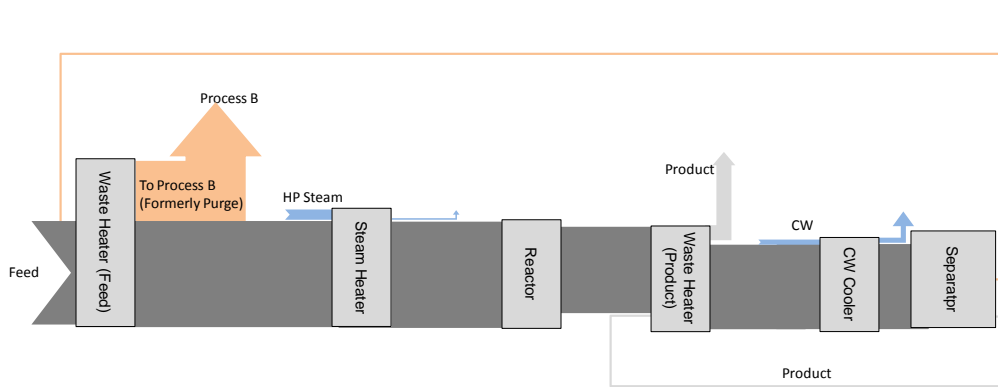 Process B
To Process B
(Formerly Purge)
HP Steam
Product
CW
Feed
Waste Heater (Feed)
Steam Heater
Reactor
Waste Heater
(Product)
CW Cooler
Separatpr
Product